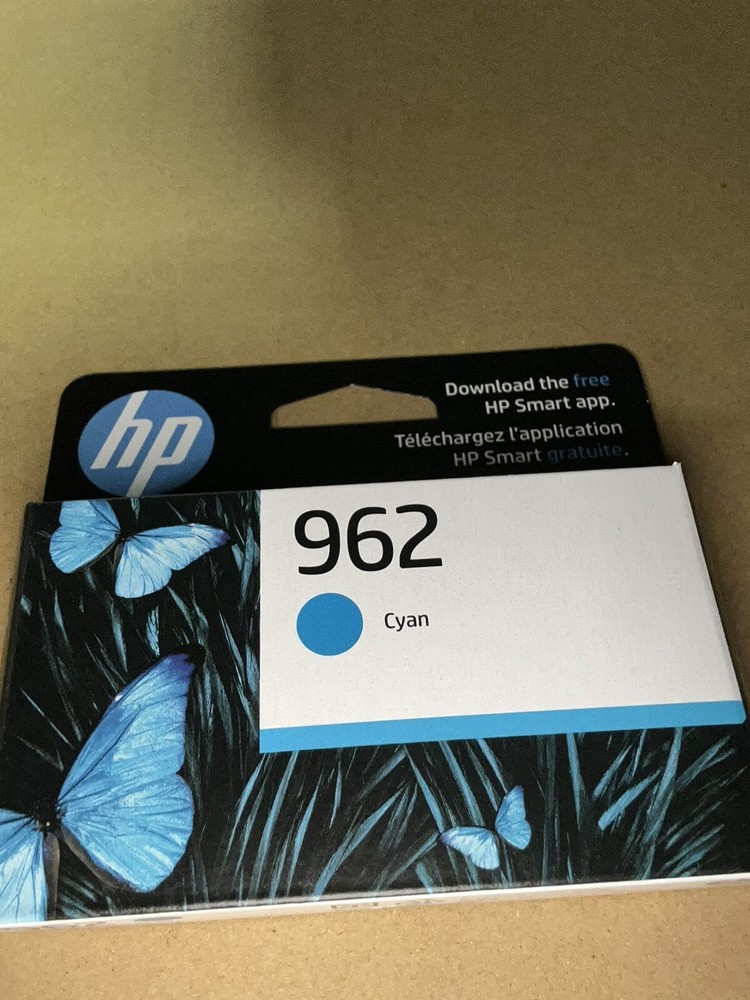 hp
Download the free
HP Smart app.
Téléchargez l'application
HP Smart gratuite.
962
Cyan